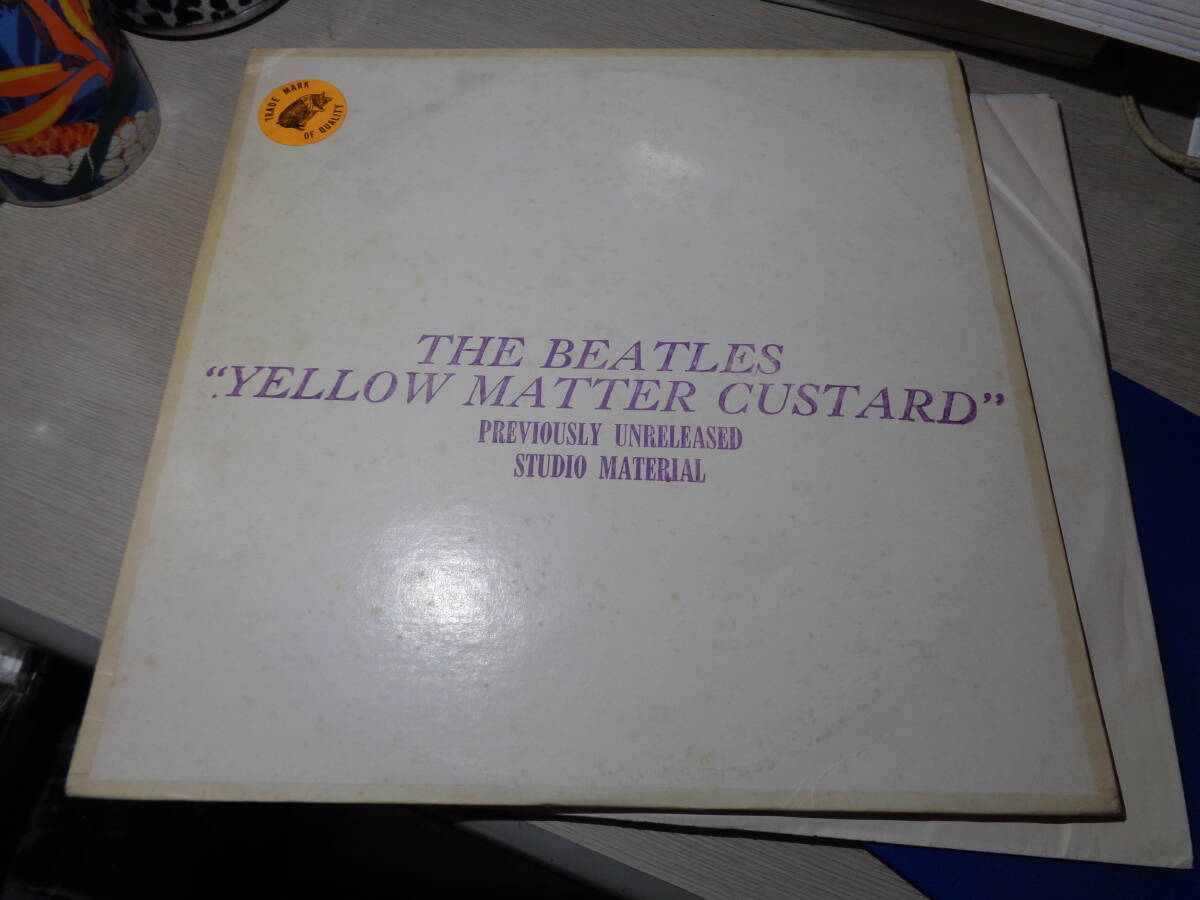 TRADE MARK
OF QUALITY
THE BEATLES
“YELLOW MATTER CUSTARD”
PREVIOUSLY UNRELEASED
STUDIO MATERIAL